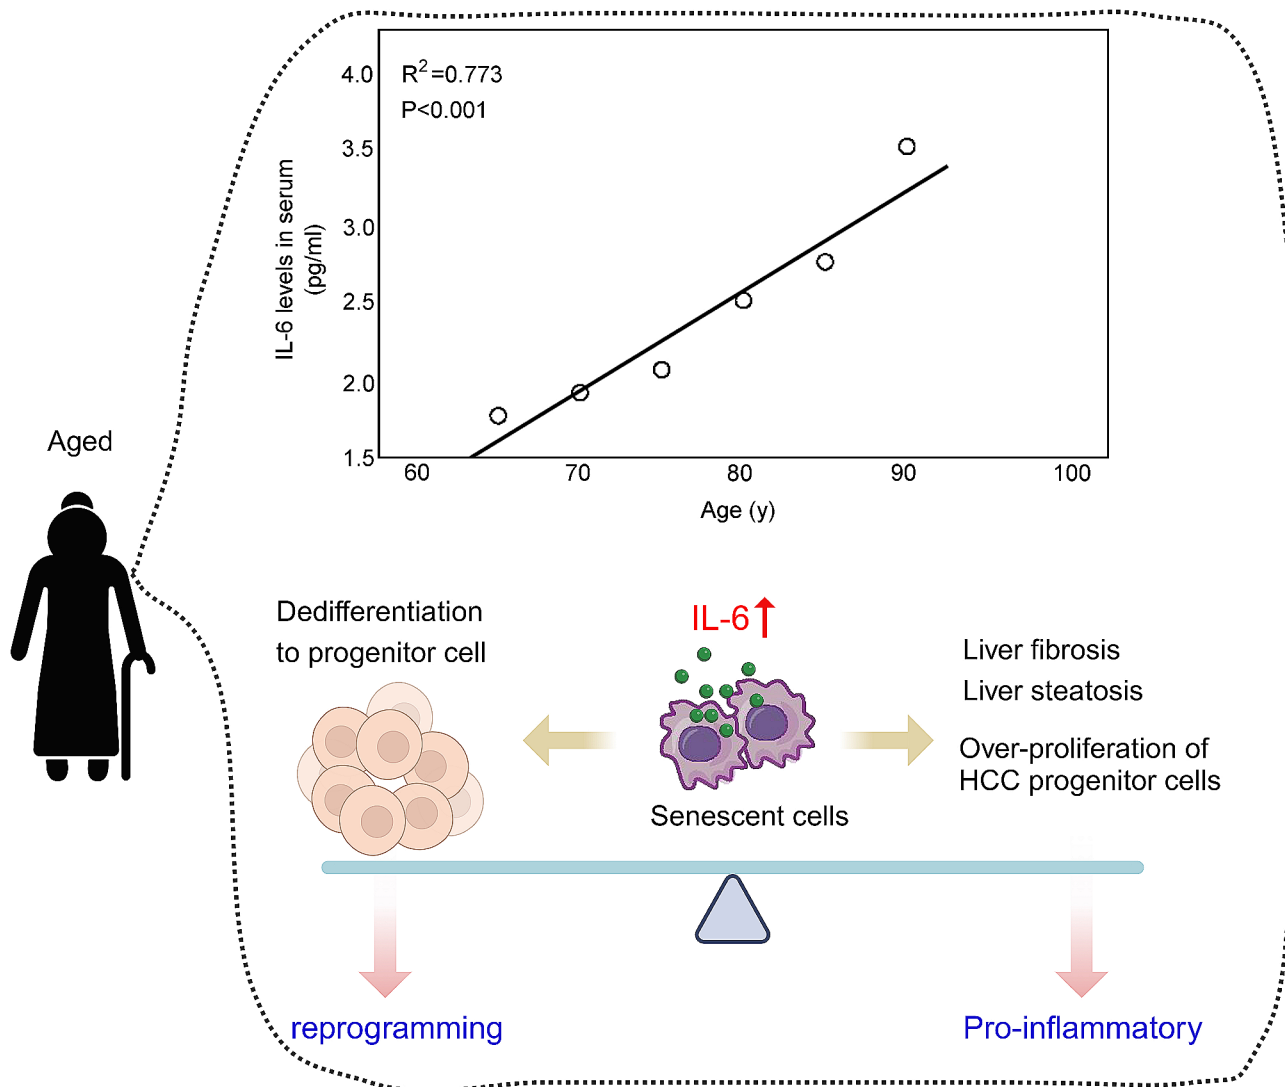 R²=0.773
P<0.001
4.0
3.5
3.0
2.5
2.0
1.5
IL-6 levels in serum
(pg/ml)
60 70 80 90 100
Age (y)
Aged
Dedifferentiation
to progenitor cell
IL-6
Senescent cells
Liver fibrosis
Liver steatosis
Over-proliferation of
HCC progenitor cells
reprogramming
Pro-inflammatory